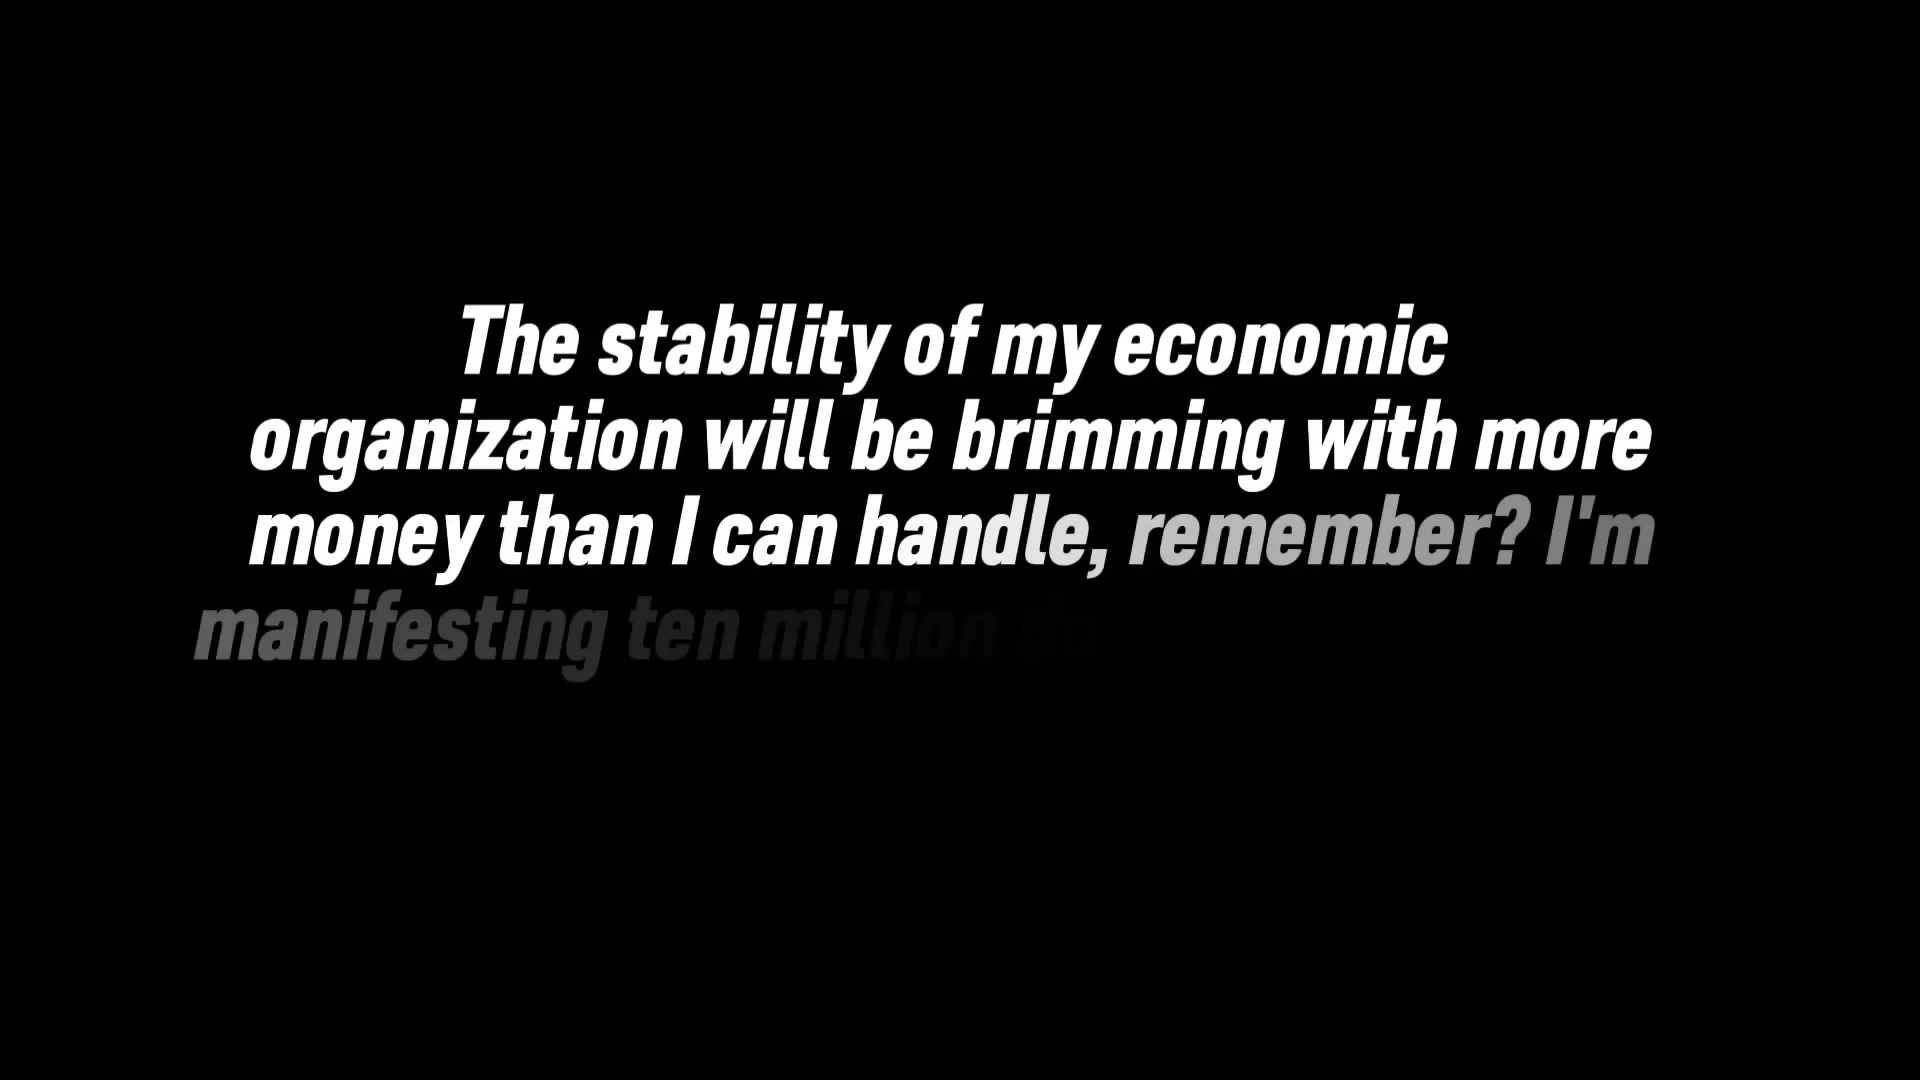 The stability of my economic
organization will be brimming with more
money than I can handle, remember? I'm
manifesting ten million